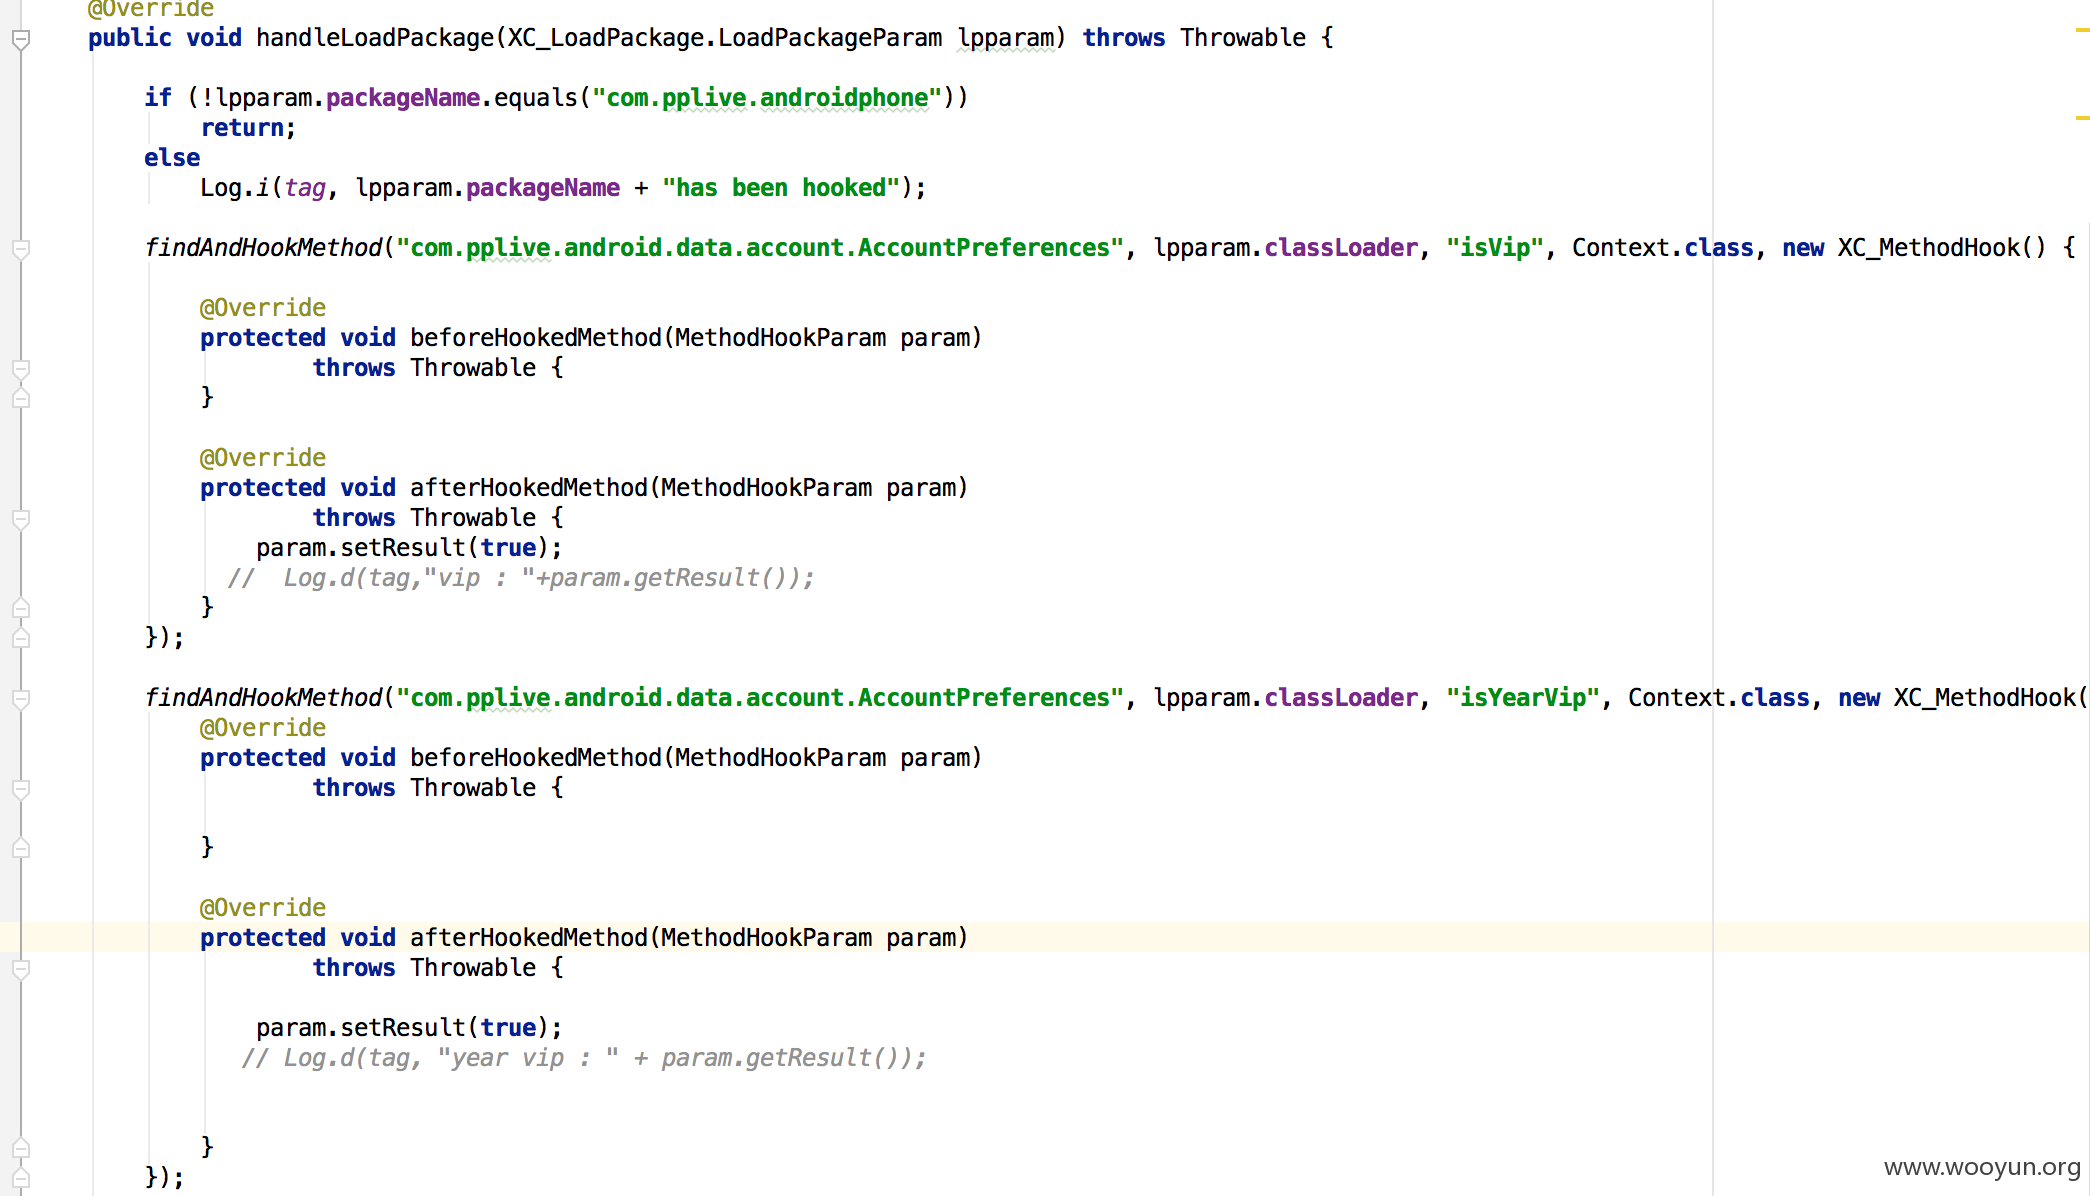 @Override
public void handleLoadPackage(XC_LoadPackage.LoadPackageParam lpparam) throws Throwable {
if (!lpparam.packageName.equals("com.pplive.androidphone"))
return;
else
Log.i(tag, lpparam.packageName + "has been hooked");
findAndHookMethod("com.pplive.android.data.account.AccountPreferences", lpparam.classLoader, "isVip", Context.class, new XC_MethodHook() {
@Override
protected void beforeHookedMethod(MethodHookParam param)
throws Throwable {
}
@Override
protected void afterHookedMethod(MethodHookParam param)
throws Throwable {
param.setResult(true);
//  Log.d(tag,"vip : "+param.getResult());
}
});
findAndHookMethod("com.pplive.android.data.account.AccountPreferences", lpparam.classLoader, "isYearVip", Context.class, new XC_MethodHook(
@Override
protected void beforeHookedMethod(MethodHookParam param)
throws Throwable {
}
@Override
protected void afterHookedMethod(MethodHookParam param)
throws Throwable {
param.setResult(true);
// Log.d(tag, "year vip : " + param.getResult());
}
});
www.wooyun.org